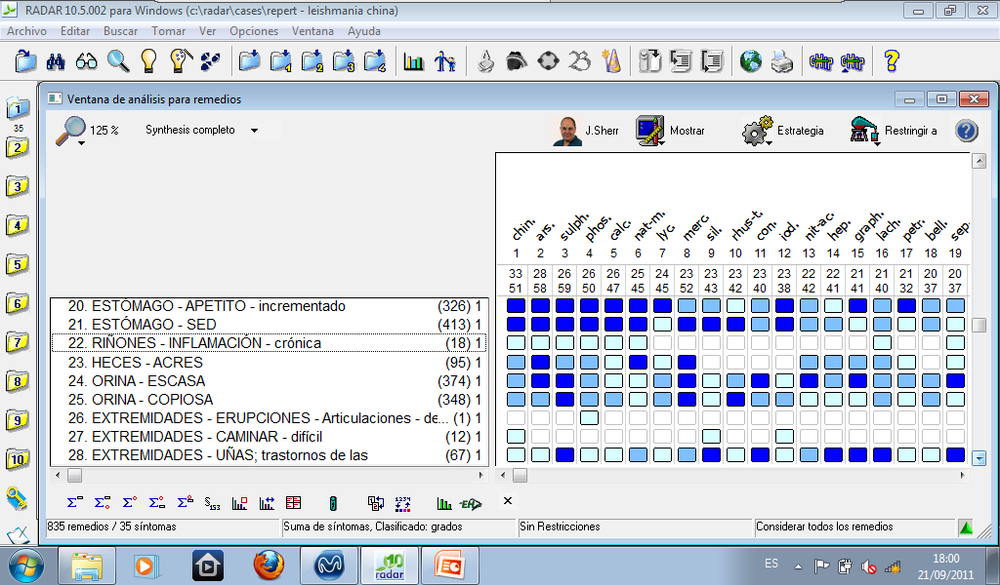 RADAR 10.5.002 para Windows (c:\radar\cases\repert - leishmania china)
Archivo Editar Buscar Tomar Ver Opciones Ventana Ayuda
1 2 3 4
Ventana de análisis para remedios
125 % Synthesis completo J.Sherr Mostrar Estrategia Restringir a
1
35
2
3
4
5
6
7
8
9
10
chin. ars. sulph. phos. calc. nat-m. lyc. merc. sil. rhus-t. con. iod. nit-ac. hep. graph. lach. petr. bell. sep.
1 2 3 4 5 6 7 8 9 10 11 12 13 14 15 16 17 18 19
33 28 26 26 26 25 24 23 23 23 23 23 22 22 21 21 21 20 20
51 58 59 50 47 45 45 52 43 42 40 38 42 41 41 40 32 37 37
20. ESTÓMAGO - APETITO - incrementado (326) 1
21. ESTÓMAGO - SED (413) 1
22. RIÑONES - INFLAMACIÓN - crónica (18) 1
23. HECES - ACRES (95) 1
24. ORINA - ESCASA (374) 1
25. ORINA - COPIOSA (348) 1
26. EXTREMIDADES - ERUPCIONES - Articulaciones - de... (1) 1
27. EXTREMIDADES - CAMINAR - difícil (12) 1
28. EXTREMIDADES - UÑAS; trastornos de las (67) 1
835 remedios / 35 síntomas Suma de síntomas, Clasificado: grados Sin Restricciones Considerar todos los remedios
10
radar
ES
18:00
21/09/2011